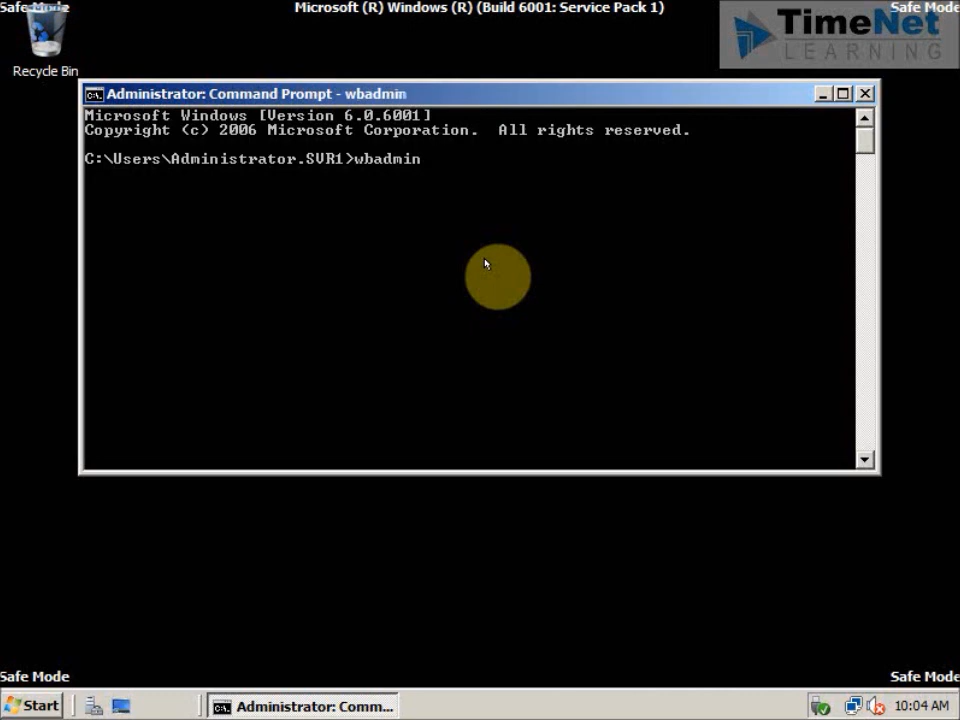 Safe Mode
Microsoft (R) Windows (R) (Build 6001: Service Pack 1)
Safe Mode
TimeNet
LEARNING
Recycle Bin
Administrator: Command Prompt - wbadmin
Microsoft Windows [Version 6.0.6001]
Copyright (c) 2006 Microsoft Corporation.  All rights reserved.
C:\Users\Administrator.SVR1>wbadmin
Safe Mode
Safe Mode
Start
Administrator: Comm...
10:04 AM